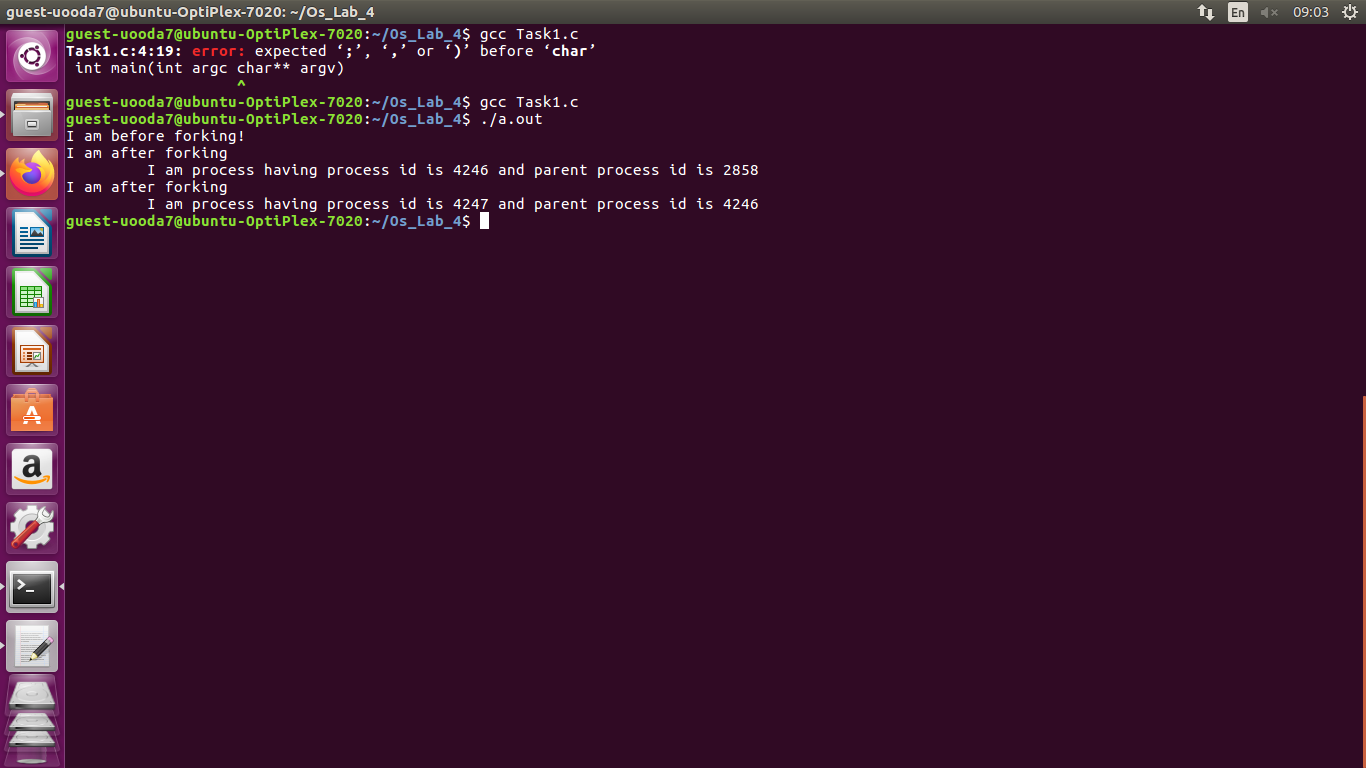 guest-uooda7@ubuntu-OptiPlex-7020: ~/Os_Lab_4
En
09:03
guest-uooda7@ubuntu-OptiPlex-7020:~/Os_Lab_4$ gcc Task1.c
Task1.c:4:19: error: expected ‘;’, ‘,’ or ‘)’ before ‘char’
int main(int argc char** argv)
^
guest-uooda7@ubuntu-OptiPlex-7020:~/Os_Lab_4$ gcc Task1.c
guest-uooda7@ubuntu-OptiPlex-7020:~/Os_Lab_4$ ./a.out
I am before forking!
I am after forking
I am process having process id is 4246 and parent process id is 2858
I am after forking
I am process having process id is 4247 and parent process id is 4246
guest-uooda7@ubuntu-OptiPlex-7020:~/Os_Lab_4$